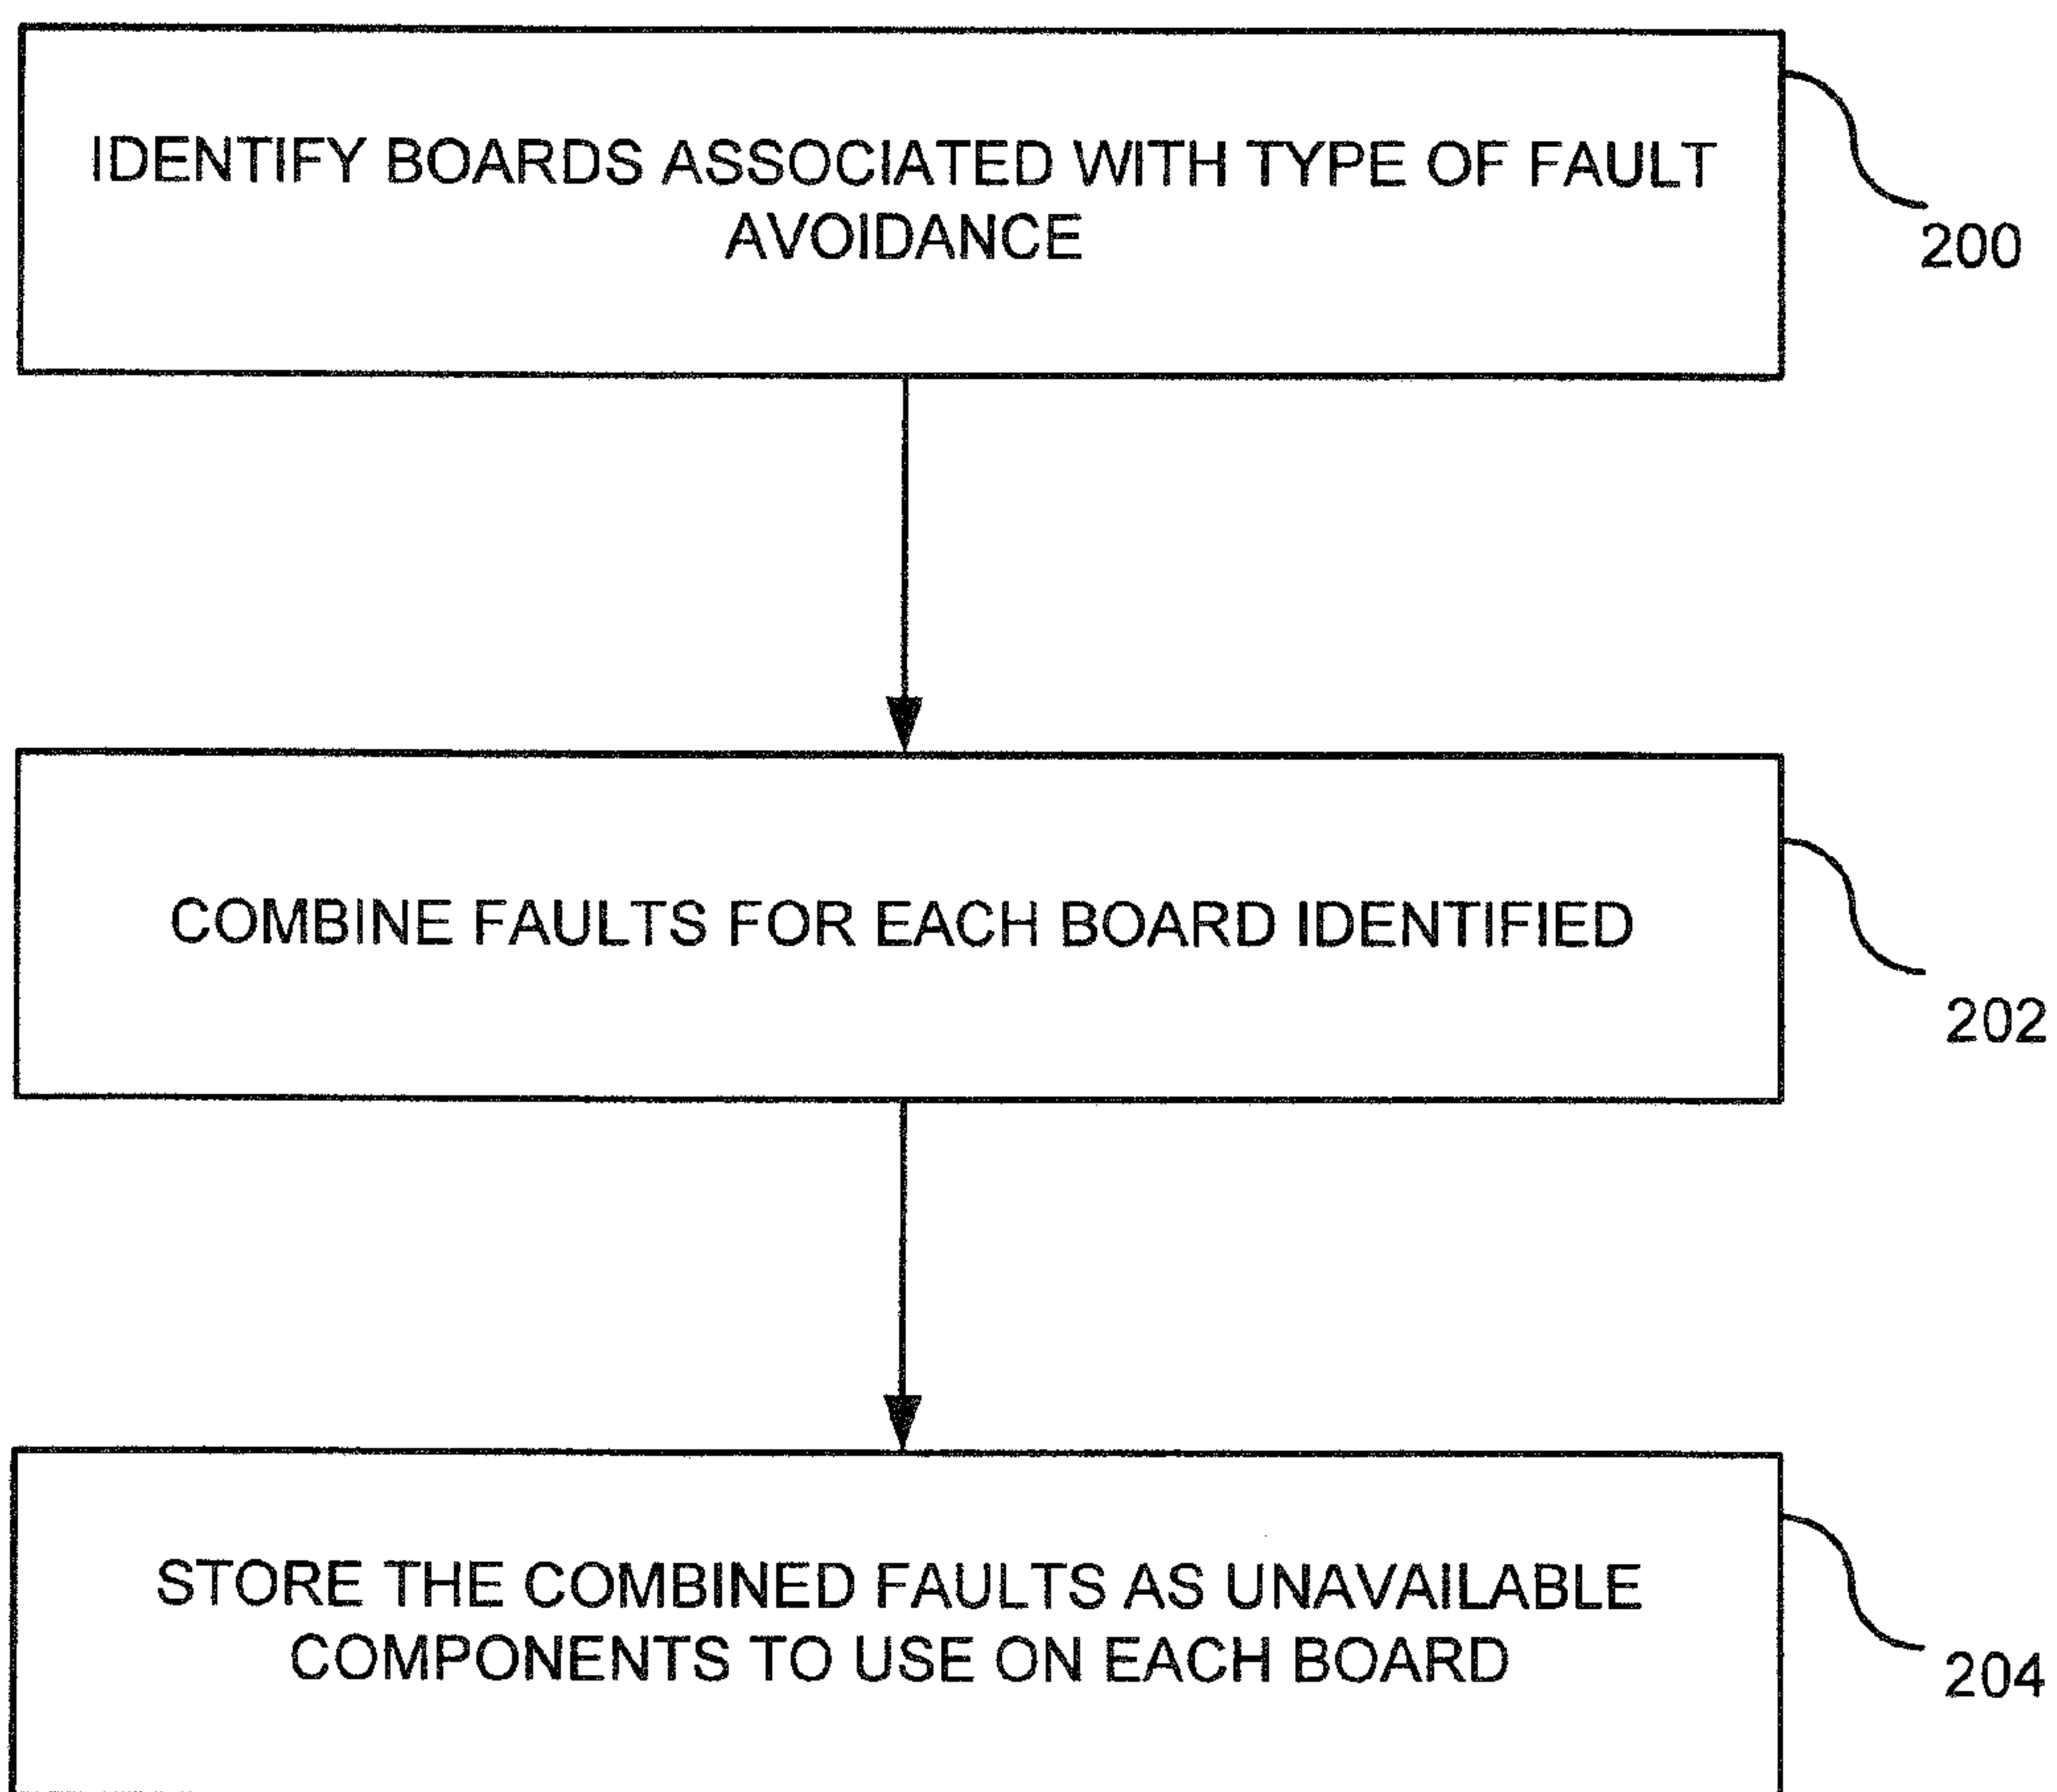 IDENTIFY BOARDS ASSOCIATED WITH TYPE OF FAULT
AVOIDANCE
200
COMBINE FAULTS FOR EACH BOARD IDENTIFIED
202
STORE THE COMBINED FAULTS AS UNAVAILABLE
COMPONENTS TO USE ON EACH BOARD
204